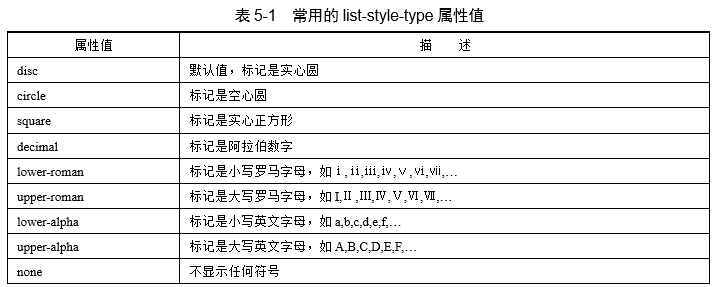 表 5-1 常用的 list-style-type 属性值
属性值 描 述
disc 默认值，标记是实心圆
circle 标记是空心圆
square 标记是实心正方形
decimal 标记是阿拉伯数字
lower-roman 标记是小写罗马字母，如ⅰ,ⅱ,ⅲ,ⅳ,ⅴ,ⅵ,ⅶ,…
upper-roman 标记是大写罗马字母，如I,Ⅱ,Ⅲ,Ⅳ,Ⅴ,Ⅵ,Ⅶ,…
lower-alpha 标记是小写英文字母，如 a,b,c,d,e,f,…
upper-alpha 标记是大写英文字母，如 A,B,C,D,E,F,…
none 不显示任何符号